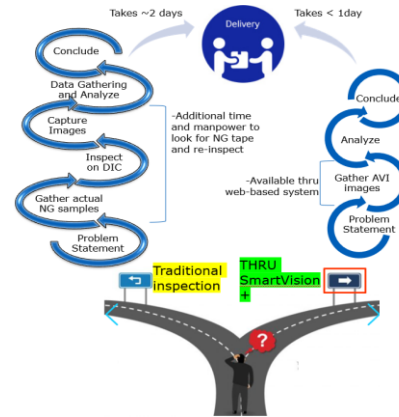 Takes ~2 days
Delivery
Takes < 1day
Conclude
Data Gathering
and Analyze
Capture
Images
Inspect
on DIC
Gather actual
NG samples
Problem
Statement
-Additional time
and manpower to
look for NG tape
and re-inspect
Conclude
Analyze
Gather AVI
images
Problem
Statement
-Available thru
web-based system
Traditional
inspection
THRU
SmartVision
+
?